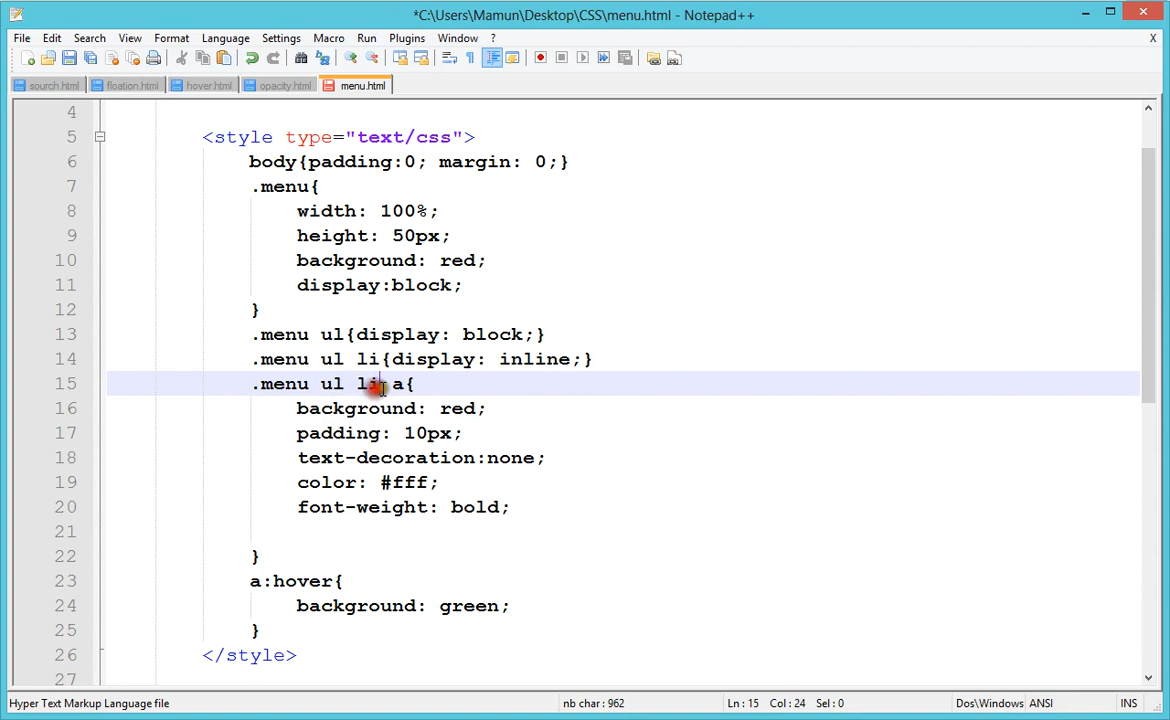 *C:\Users\Mamun\Desktop\CSS\menu.html - Notepad++
File Edit Search View Format Encoding Language Settings Macro Run Plugins Window ? X
sourch.html floation.html hover.html opacity.html menu.html
4
5 <style type="text/css">
6 body{padding:0; margin: 0;}
7 .menu{
8 width: 100%;
9 height: 50px;
10 background: red;
11 display:block;
12 }
13 .menu ul{display: block;}
14 .menu ul li{display: inline;}
15 .menu ul li a{
16 background: red;
17 padding: 10px;
18 text-decoration:none;
19 color: #fff;
20 font-weight: bold;
21
22 }
23 a:hover{
24 background: green;
25 }
26 </style>
27
Hyper Text Markup Language file nb char : 962 Ln : 15 Col : 24 Sel : 0 Dos\Windows ANSI INS